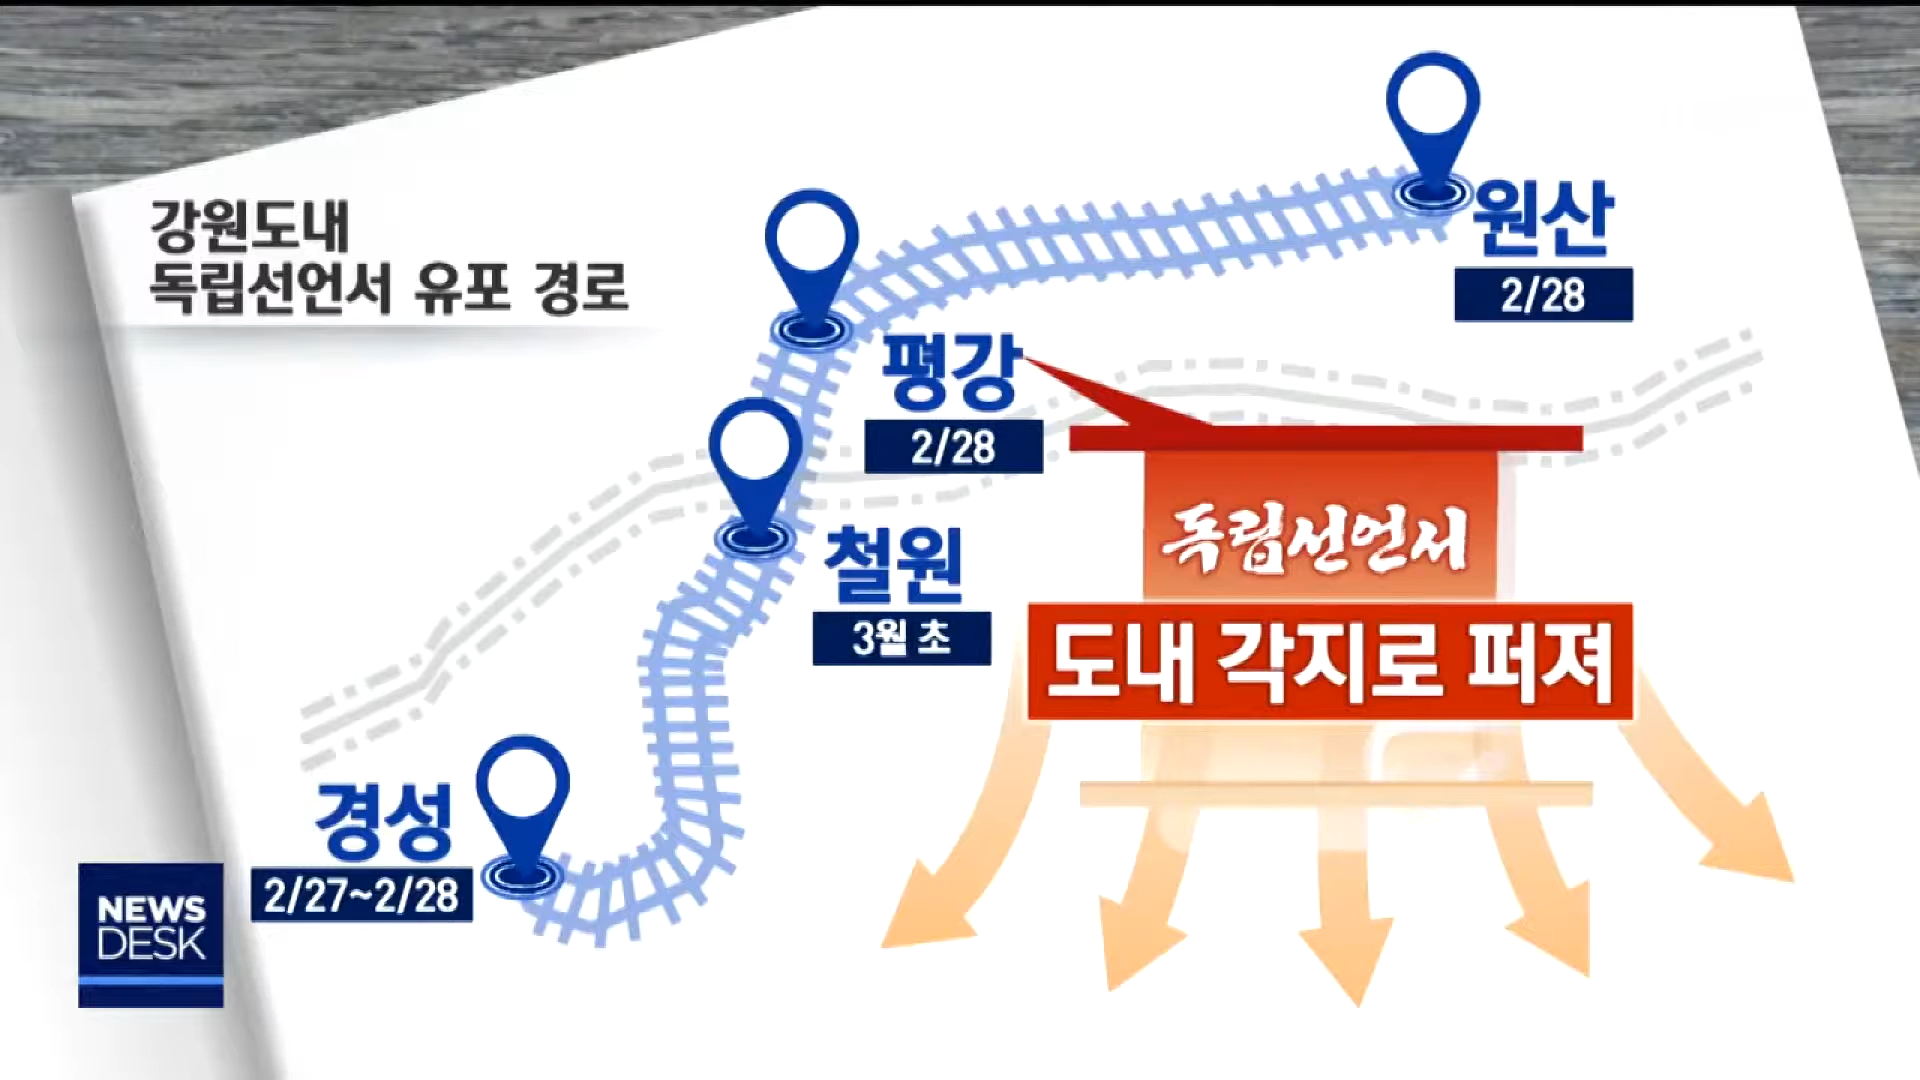 강원도내
독립선언서 유포 경로
원산
2/28
평강
2/28
철원
3월 초
경성
2/27~2/28
독립선언서
도내 각지로 퍼져
NEWS
DESK